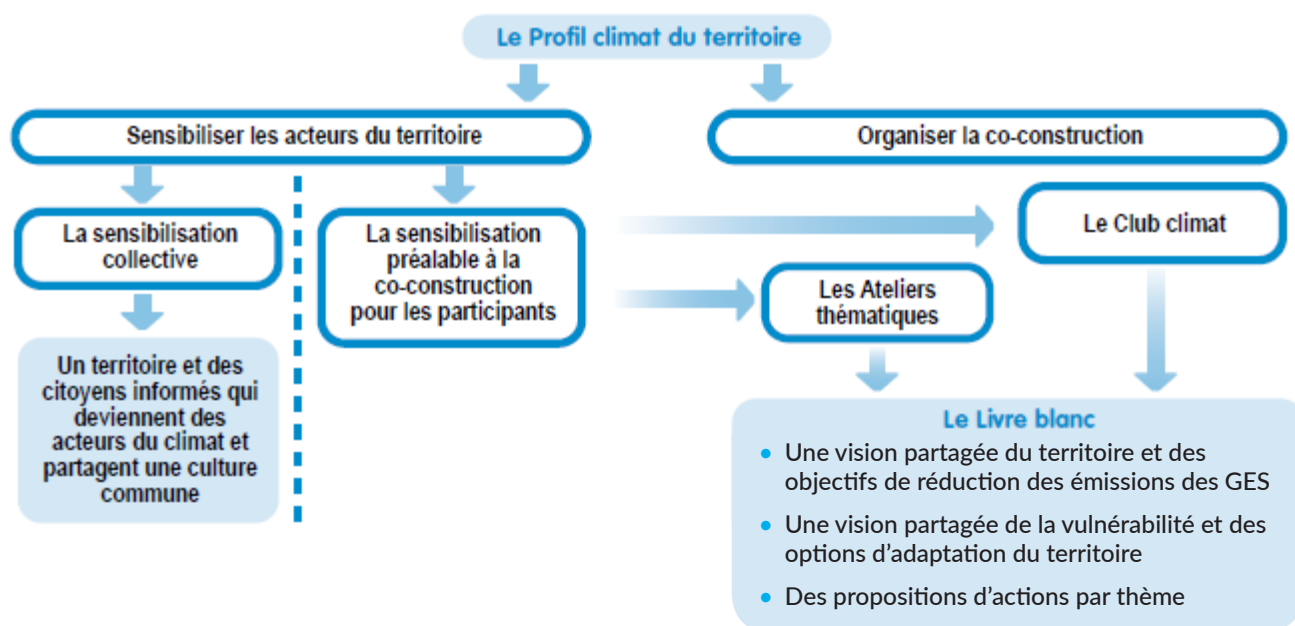 Le Profil climat du territoire
Sensibiliser les acteurs du territoire
Organiser la co-construction
La sensibilisation
collective
La sensibilisation
préalable à la
co-construction
pour les participants
Le Club climat
Les Ateliers
thématiques
Un territoire et des
citoyens informés qui
deviennent des
acteurs du climat et
partagent une culture
commune
Le Livre blanc
• Une vision partagée du territoire et des
objectifs de réduction des émissions des GES
• Une vision partagée de la vulnérabilité et des
options d'adaptation du territoire
• Des propositions d'actions par thème